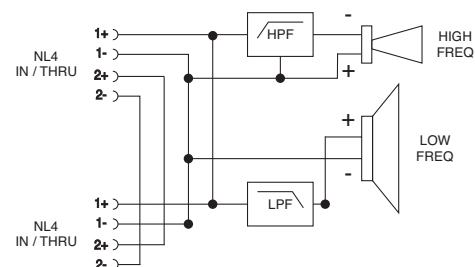 1+
1-
NL4
IN / THRU
2+
2-
HPF
-
+
HIGH
FREQ
+
-
LOW
FREQ
1+
1-
NL4
IN / THRU
2+
2-
LPF